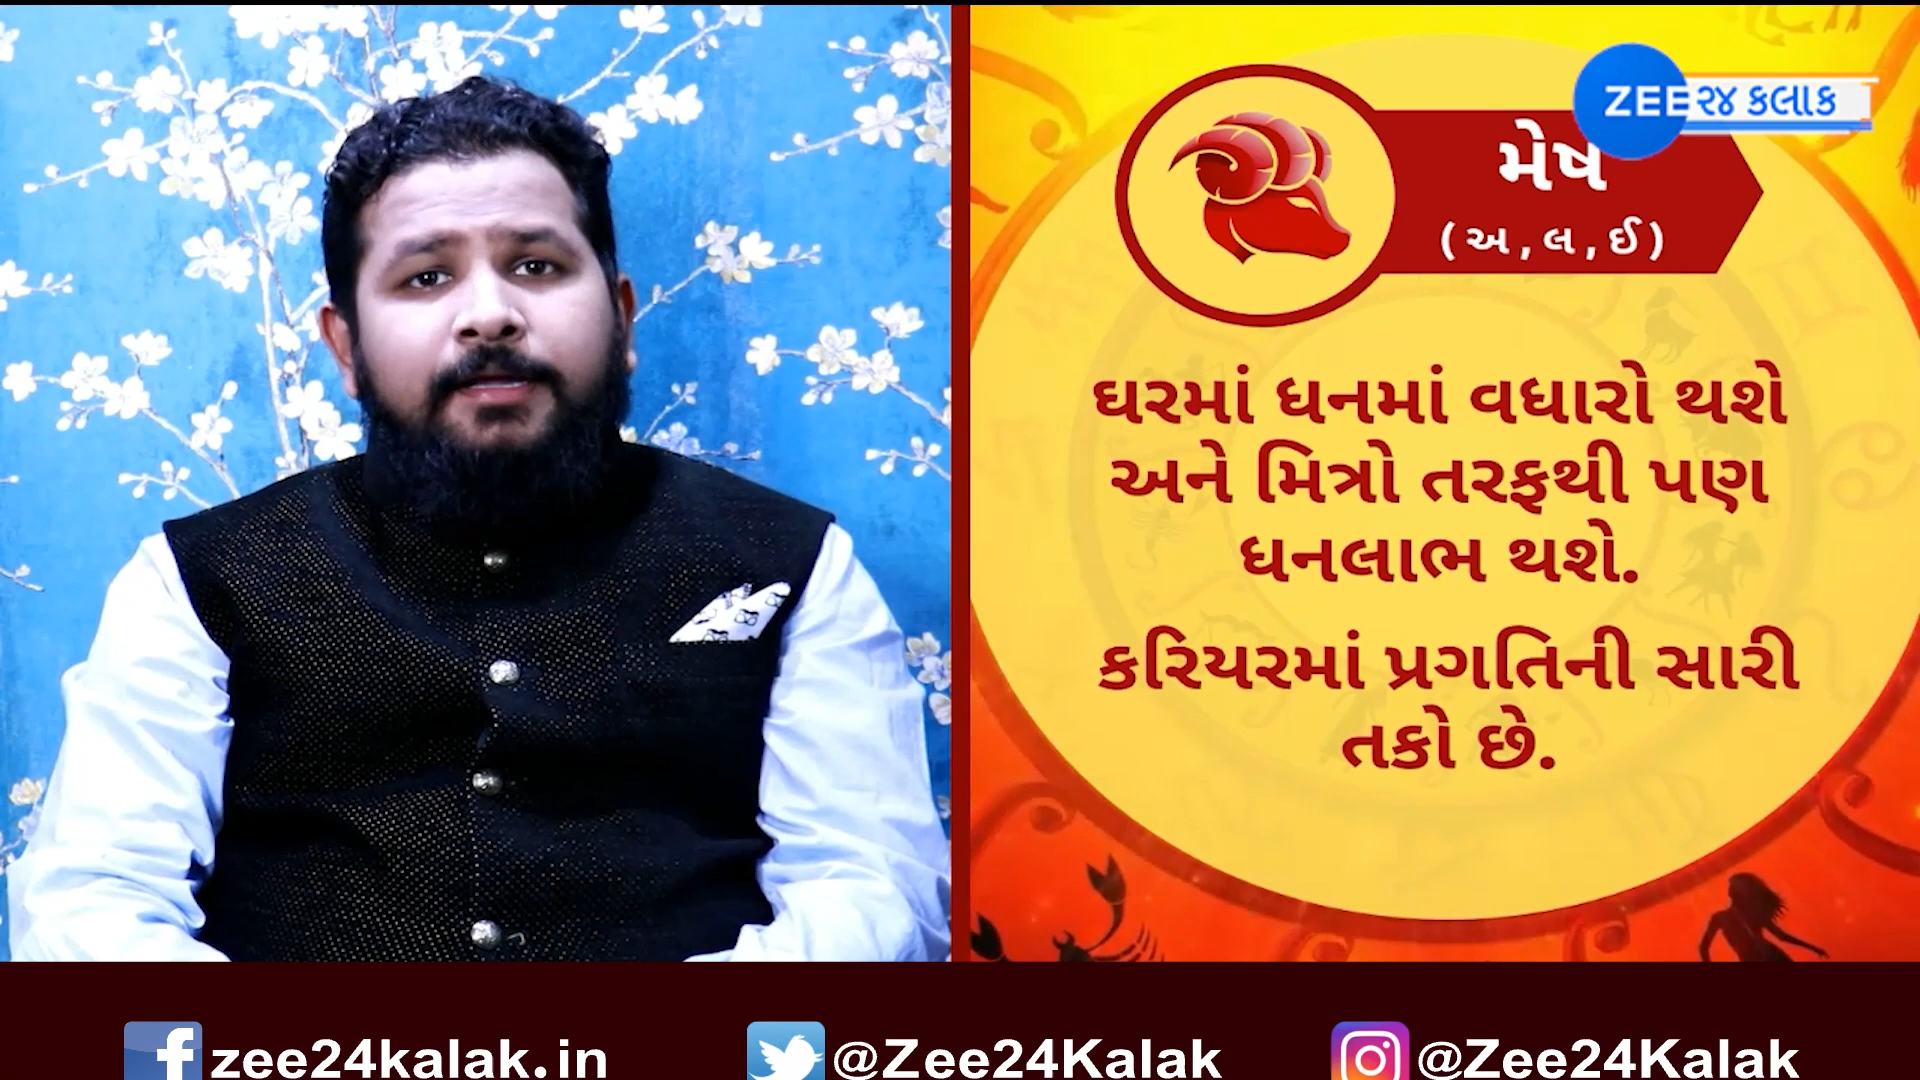 ZEE ૨૪ કલાક
મેષ
( અ , લ , ઈ )
ઘરમાં ધનમાં વધારો થશે
અને મિત્રો તરફથી પણ
ધનલાભ થશે.
કરિયરમાં પ્રગતિની સારી
તકો છે.
zee24kalak.in
@Zee24Kalak
@Zee24Kalak